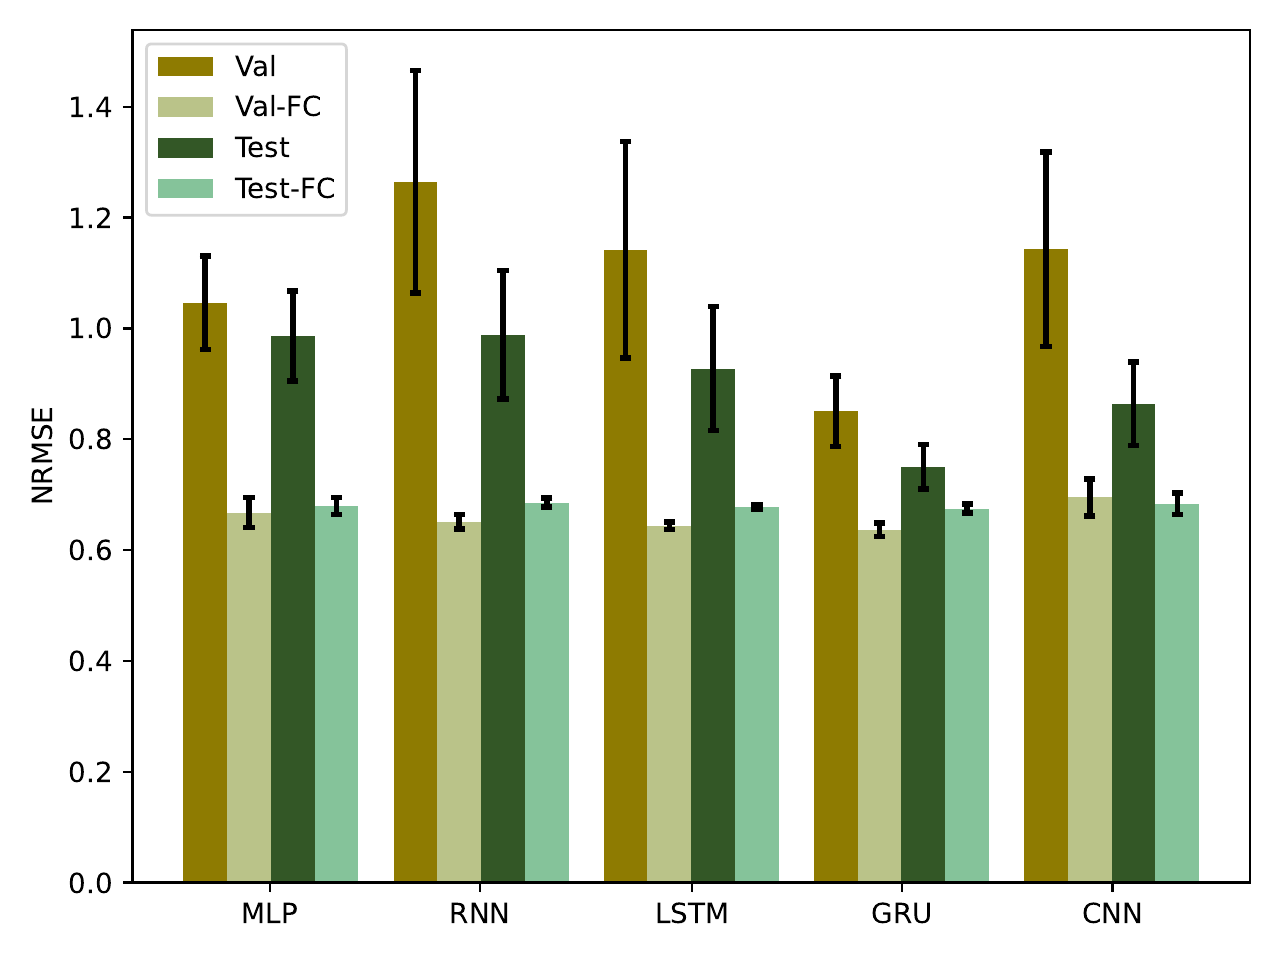 Val
Val-FC
Test
Test-FC
NRMSE
1.4
1.2
1.0
0.8
0.6
0.4
0.2
0.0
MLP RNN LSTM GRU CNN